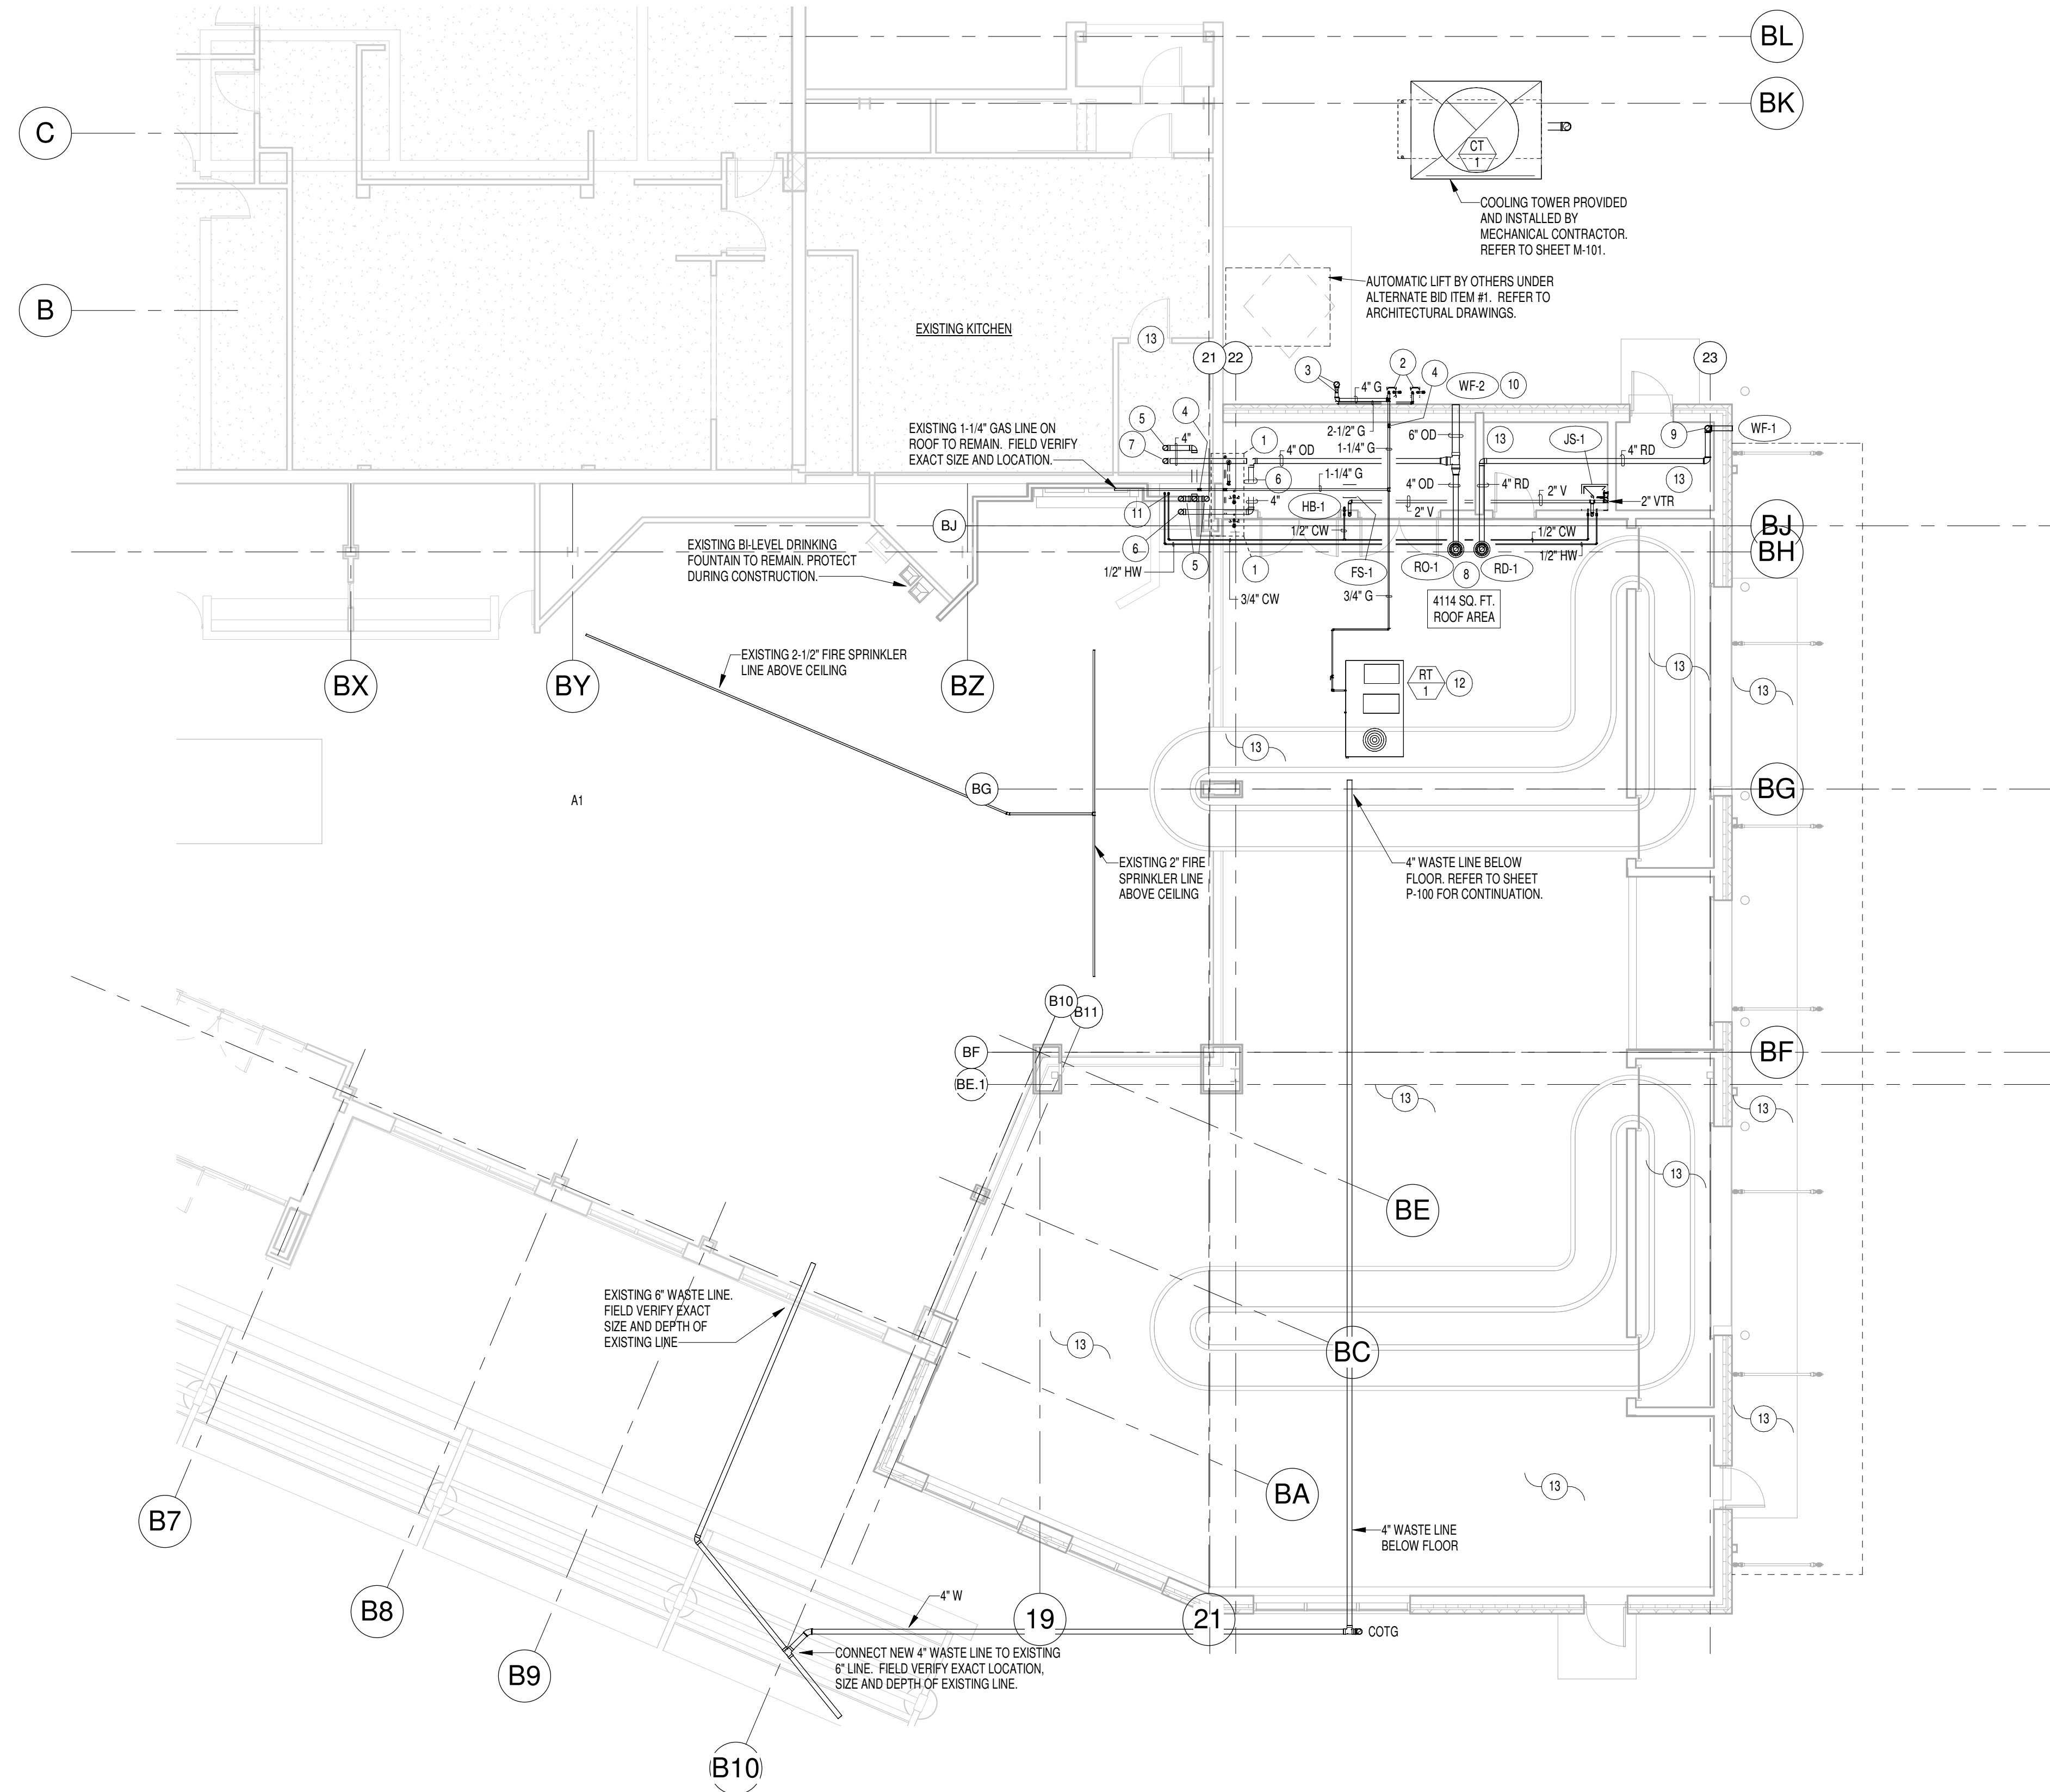 BL
BK
C
CT
1
COOLING TOWER PROVIDED
AND INSTALLED BY
MECHANICAL CONTRACTOR.
REFER TO SHEET M-101.
B
AUTOMATIC LIFT BY OTHERS UNDER
ALTERNATE BID ITEM #1. REFER TO
ARCHITECTURAL DRAWINGS.
EXISTING KITCHEN
13
21
22
23
3
4" G
2
4
WF-2
10
2-1/2" G
1-1/4" G
6" OD
13
JS-1
9
WF-1
EXISTING 1-1/4" GAS LINE ON
ROOF TO REMAIN. FIELD VERIFY
EXACT SIZE AND LOCATION.
5
4
4"
7
1
4" OD
4" RD
1-1/4" G
6
4" OD
4" RD
13
2" V
2" VTR
4"
HB-1
2" V
11
BJ
1/2" CW
1/2" CW
BJ
EXISTING BI-LEVEL DRINKING
FOUNTAIN TO REMAIN. PROTECT
DURING CONSTRUCTION.
6
5
1
1/2" HW
FS-1
RO-1
8
RD-1
1/2" HW
BH
3/4" CW
3/4" G
4114 SQ. FT.
ROOF AREA
EXISTING 2-1/2" FIRE SPRINKLER
LINE ABOVE CEILING
BX
BY
BZ
RT
1
12
13
13
13
BG
BG
A1
EXISTING 2" FIRE
SPRINKLER LINE
ABOVE CEILING
4" WASTE LINE BELOW
FLOOR. REFER TO SHEET
P-100 FOR CONTINUATION.
B10
B11
BF
BF
BE.1
13
13
13
BE
EXISTING 6" WASTE LINE.
FIELD VERIFY EXACT
SIZE AND DEPTH OF
EXISTING LINE
13
BC
13
13
BA
B7
4" WASTE LINE
BELOW FLOOR
B8
4" W
19
21
COTG
B9
CONNECT NEW 4" WASTE LINE TO EXISTING
6" LINE. FIELD VERIFY EXACT LOCATION,
SIZE AND DEPTH OF EXISTING LINE.
B10